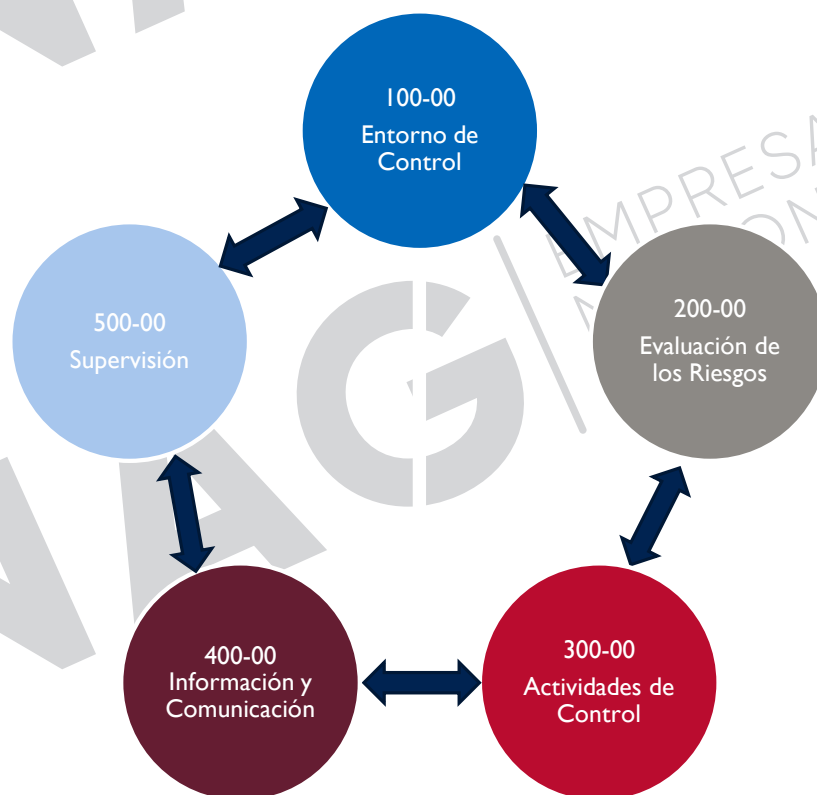 100-00
Entorno de
Control
EMPRESA
200-00
Evaluación de
los Riesgos
500-00
Supervisión
300-00
Actividades de
Control
400-00
Información y
Comunicación